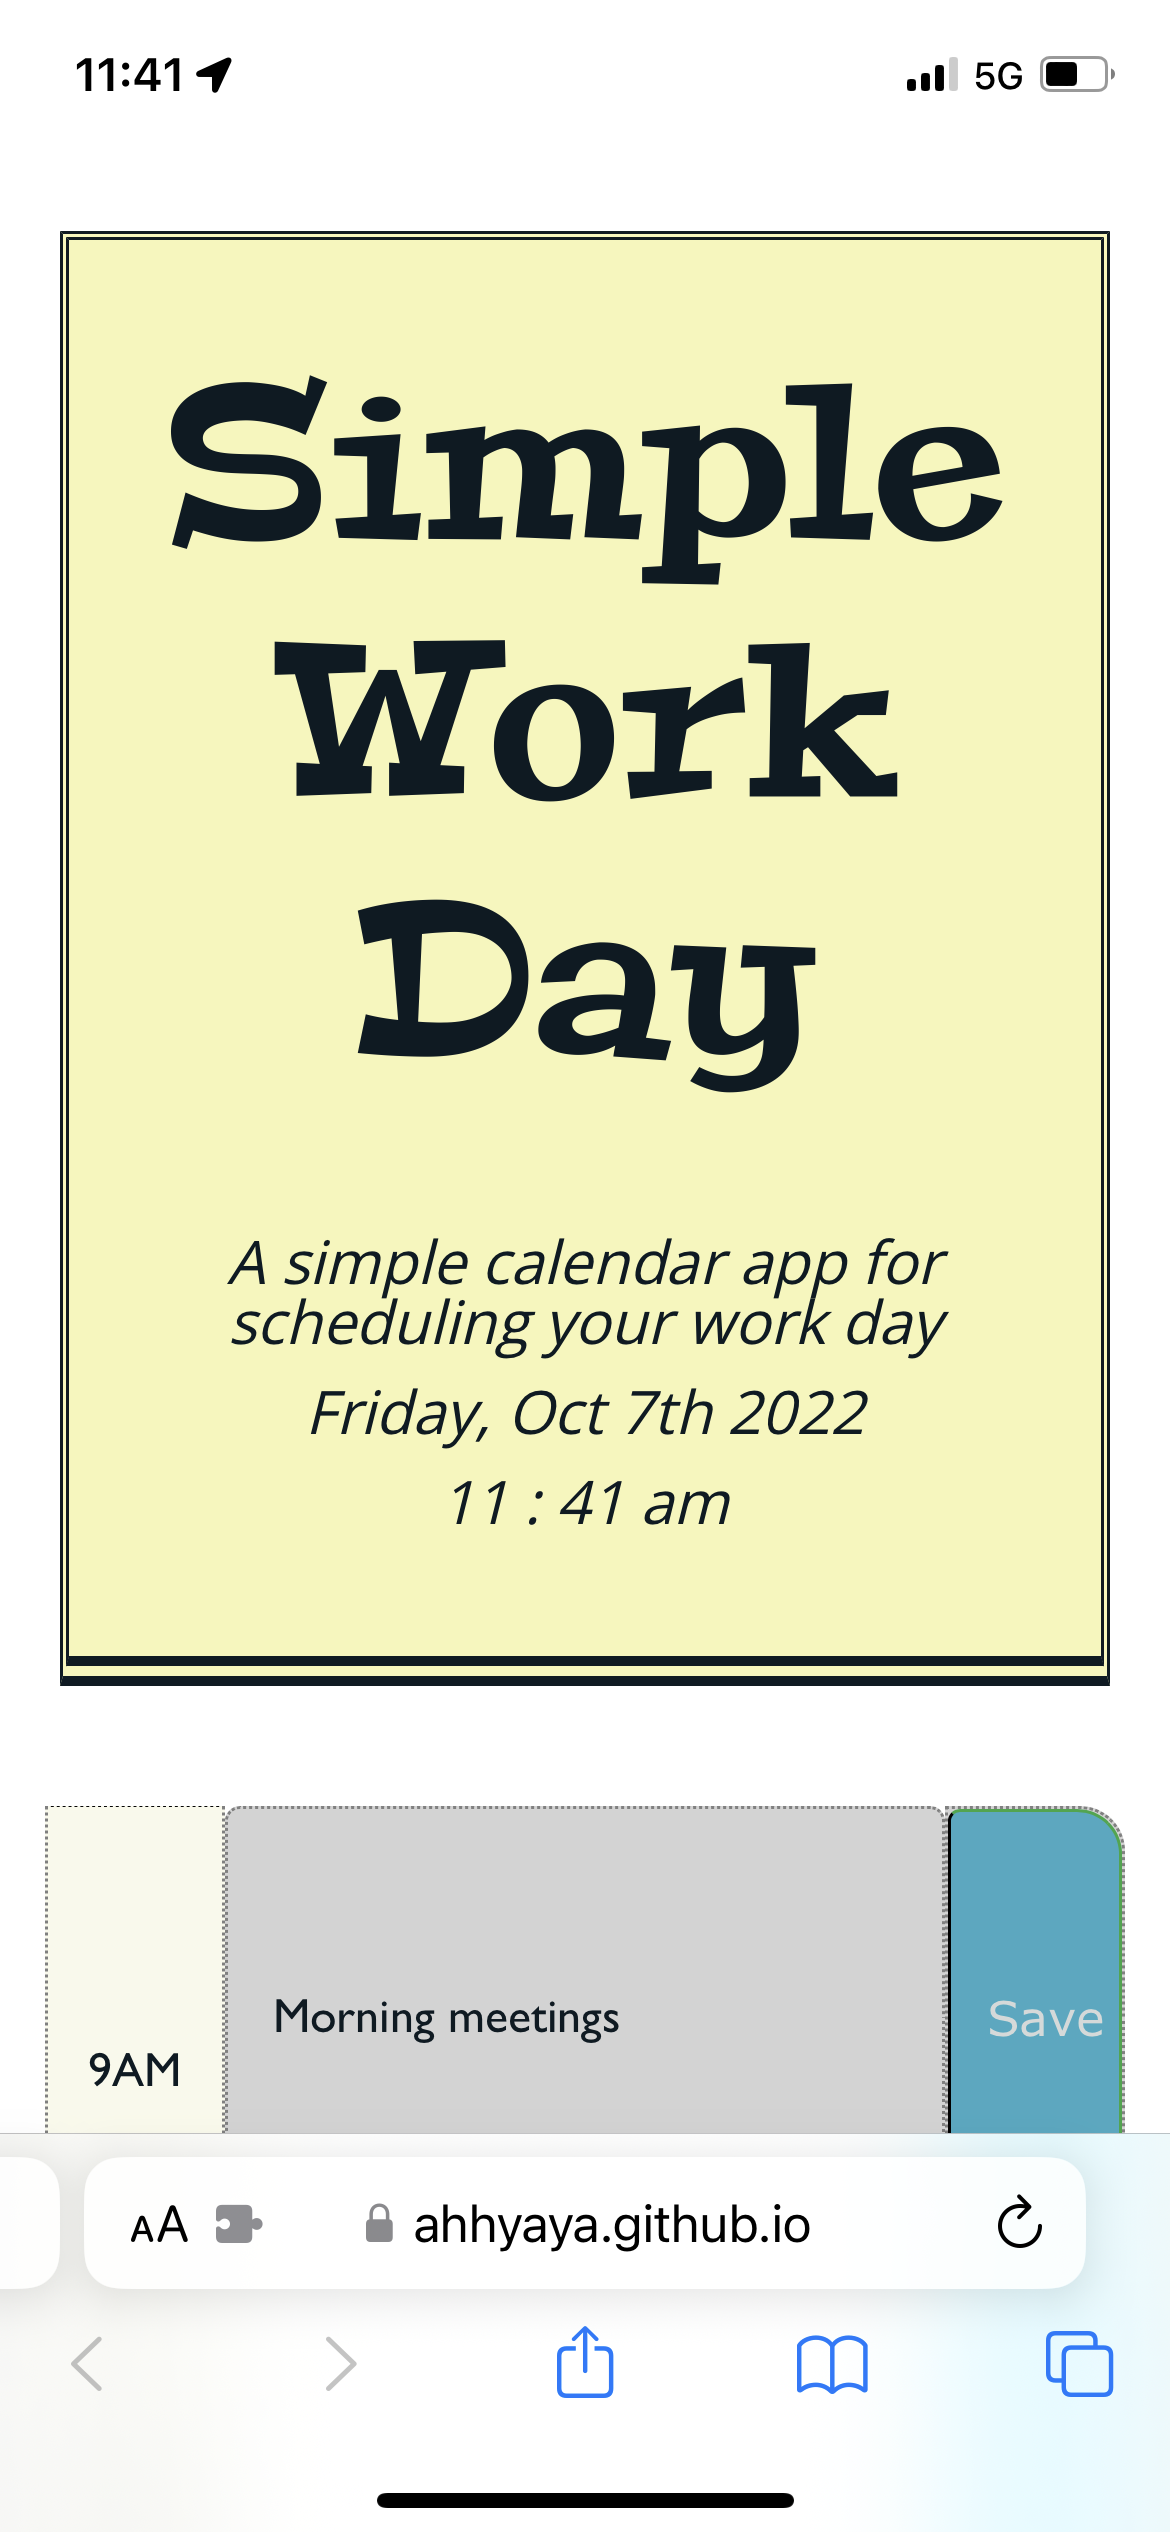 11:41
5G
Simple
Work
Day
A simple calendar app for
scheduling your work day
Friday, Oct 7th 2022
11 : 41 am
Morning meetings
Save
9AM
AA
ahhyaya.github.io